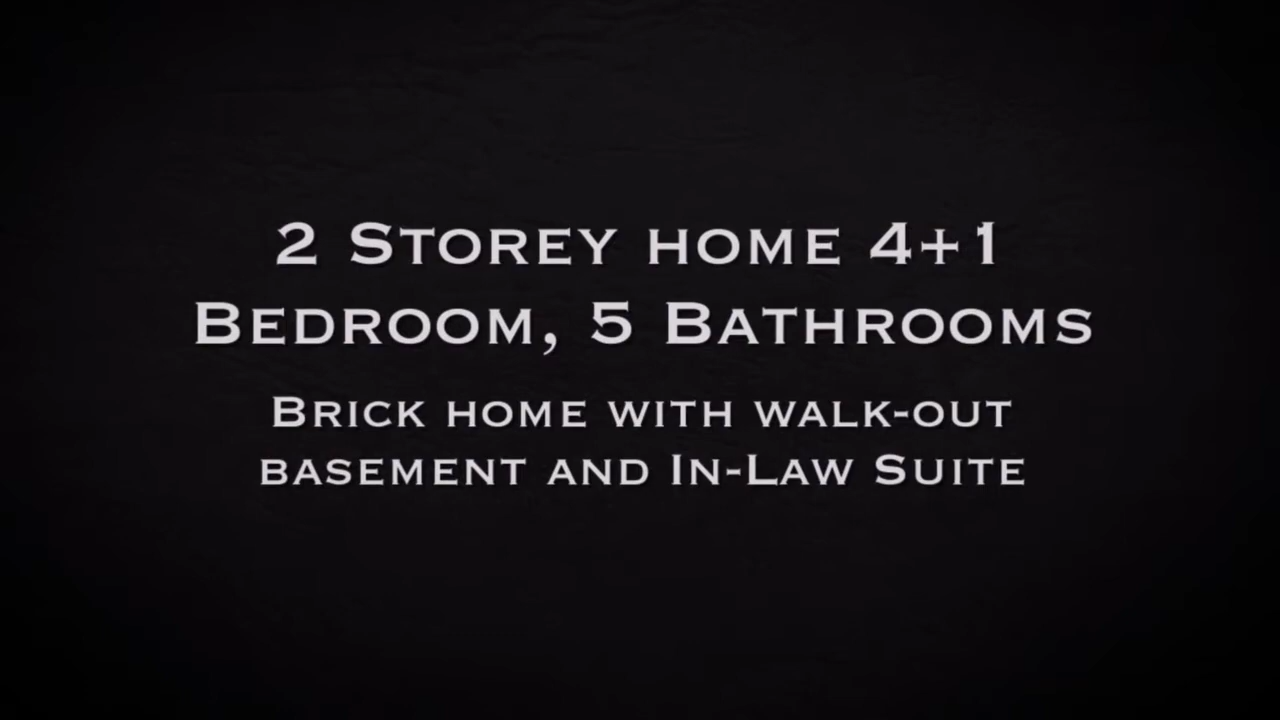 2 Storey home 4+1
Bedroom, 5 Bathrooms
Brick home with walk-out
basement and In-Law Suite